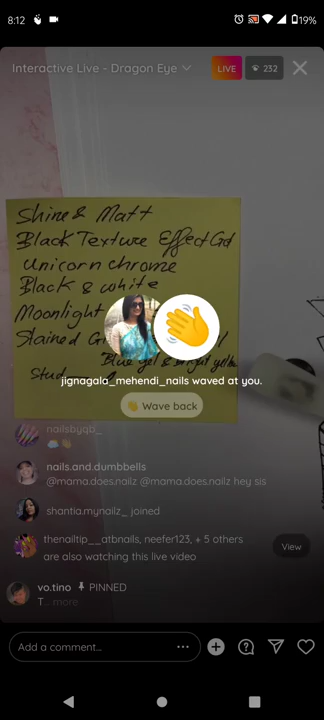 8:12
19%
Interactive Live - Dragon Eye
LIVE
232
Shine & Matt
Black Texture Effect Gel
Unicorn chrome
Black & white
Moonlight
Stained
Blue gel &
Stud
jignagala_mehendi_nails waved at you.
👋 Wave back
nailsbyqb_
nails.and.dumbbells
@mama.does.nailz @mama.does.nailz hey sis
shantia.mynailz_ joined
thenailtip__atbnails, neefer123, + 5 others
are also watching this live video
View
vo.tino PINNED
T... more
Add a comment...